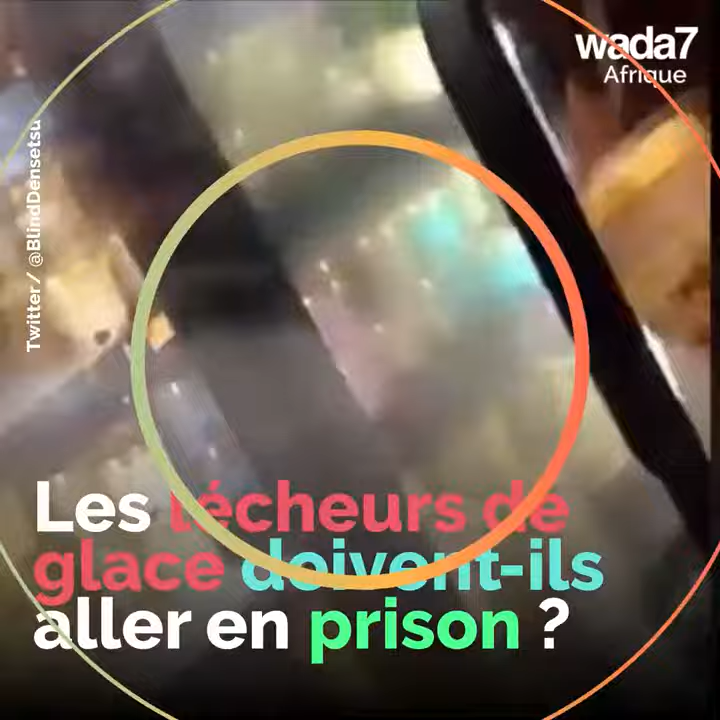 wada7
Afrique
Twitter / @BlindDensetsu
Les lécheurs de
glace doivent-ils
aller en prison ?